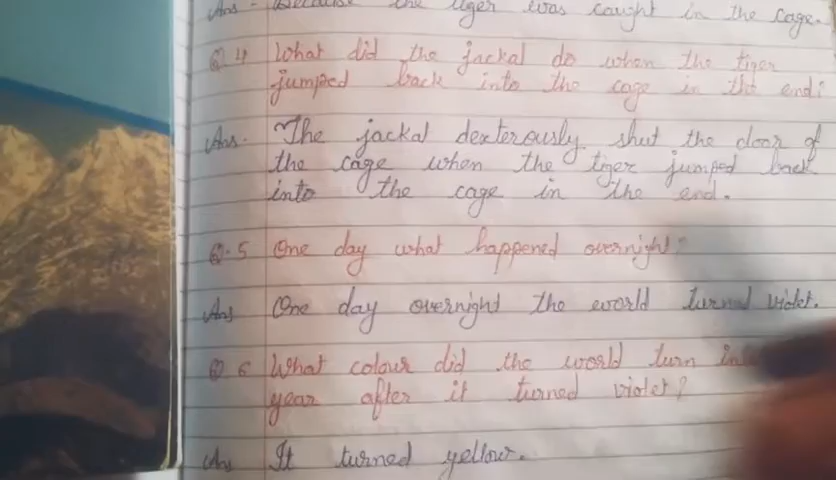 Ans - Because the tiger was caught in the cage.
Q.4 What did the jackal do when the tiger
jumped back into the cage in the end?
Ans. The jackal dexterously shut the door of
the cage when the tiger jumped back
into the cage in the end.
Q.5 One day what happened overnight?
Ans One day overnight the world turned violet.
Q.6 What colour did the world turn
year after it turned violet?
Ans It turned yellow.